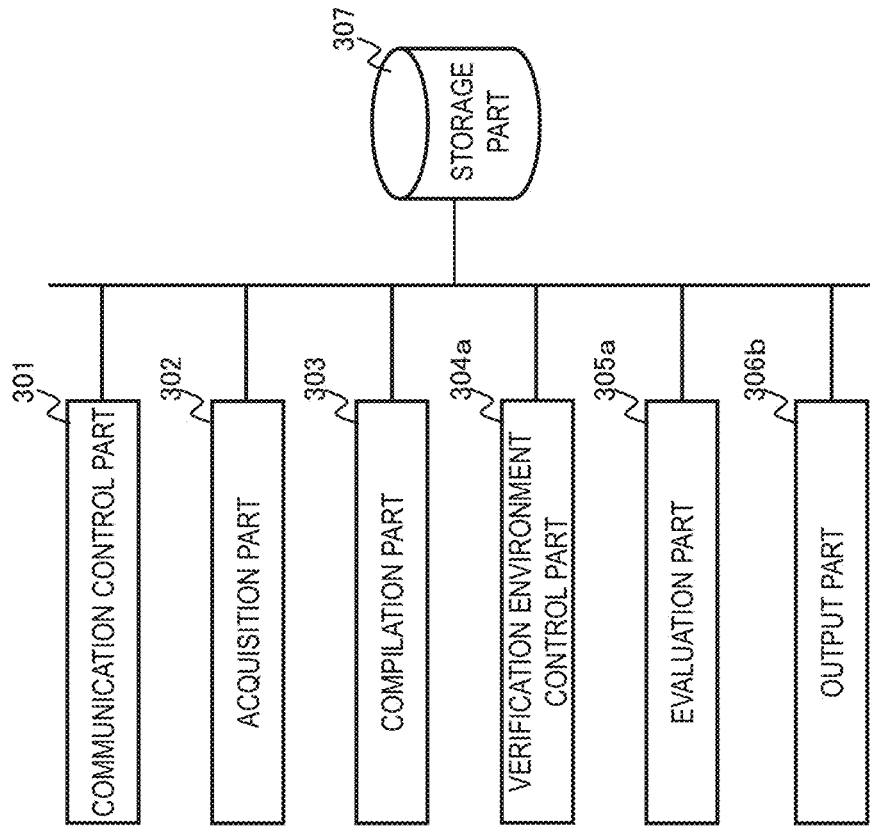 301
COMMUNICATION CONTROL PART
302
ACQUISITION PART
303
COMPILATION PART
304a
VERIFICATION ENVIRONMENT
CONTROL PART
305a
EVALUATION PART
306b
OUTPUT PART
307
STORAGE
PART